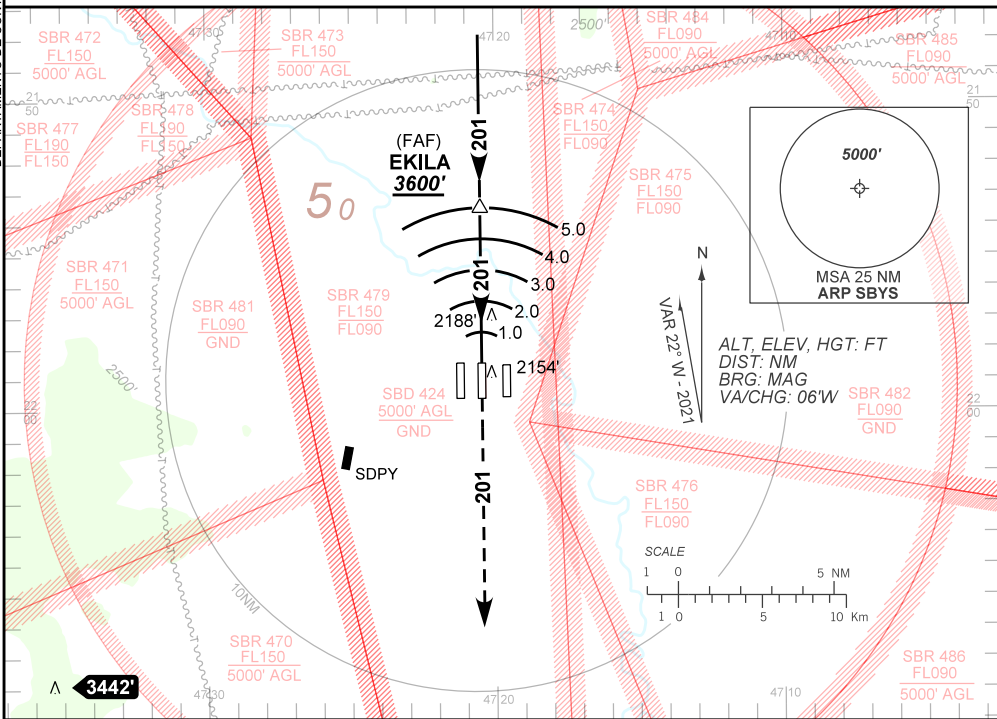 SBR 472
FL150
5000' AGL
47 30
SBR 473
FL150
5000' AGL
47 20
2500'
SBR 484
FL090
5000' AGL
47 10
SBR 485
FL090
5000' AGL
21
50
21
50
SBR 477
FL190
FL150
SBR 478
FL190
FL150
201
(FAF)
EKILA
3600'
SBR 474
FL150
FL090
5000'
MSA 25 NM
ARP SBYS
50
SBR 475
FL150
FL090
5.0
4.0
3.0
2.0
1.0
201
2188'
2154'
SBR 471
FL150
5000' AGL
SBR 481
FL090
GND
SBR 479
FL150
FL090
N
VAR 22° W - 2021
ALT, ELEV, HGT: FT
DIST: NM
BRG: MAG
VA/CHG: 06'W
2500'
SBD 424
5000' AGL
GND
SBR 482
FL090
GND
22
00
22
00
SDPY
201
SBR 476
FL150
FL090
SCALE
1 0 5 NM
1 0 5 10 Km
10NM
SBR 470
FL150
5000' AGL
SBR 486
FL090
5000' AGL
3442'
47 30
47 20
47 10